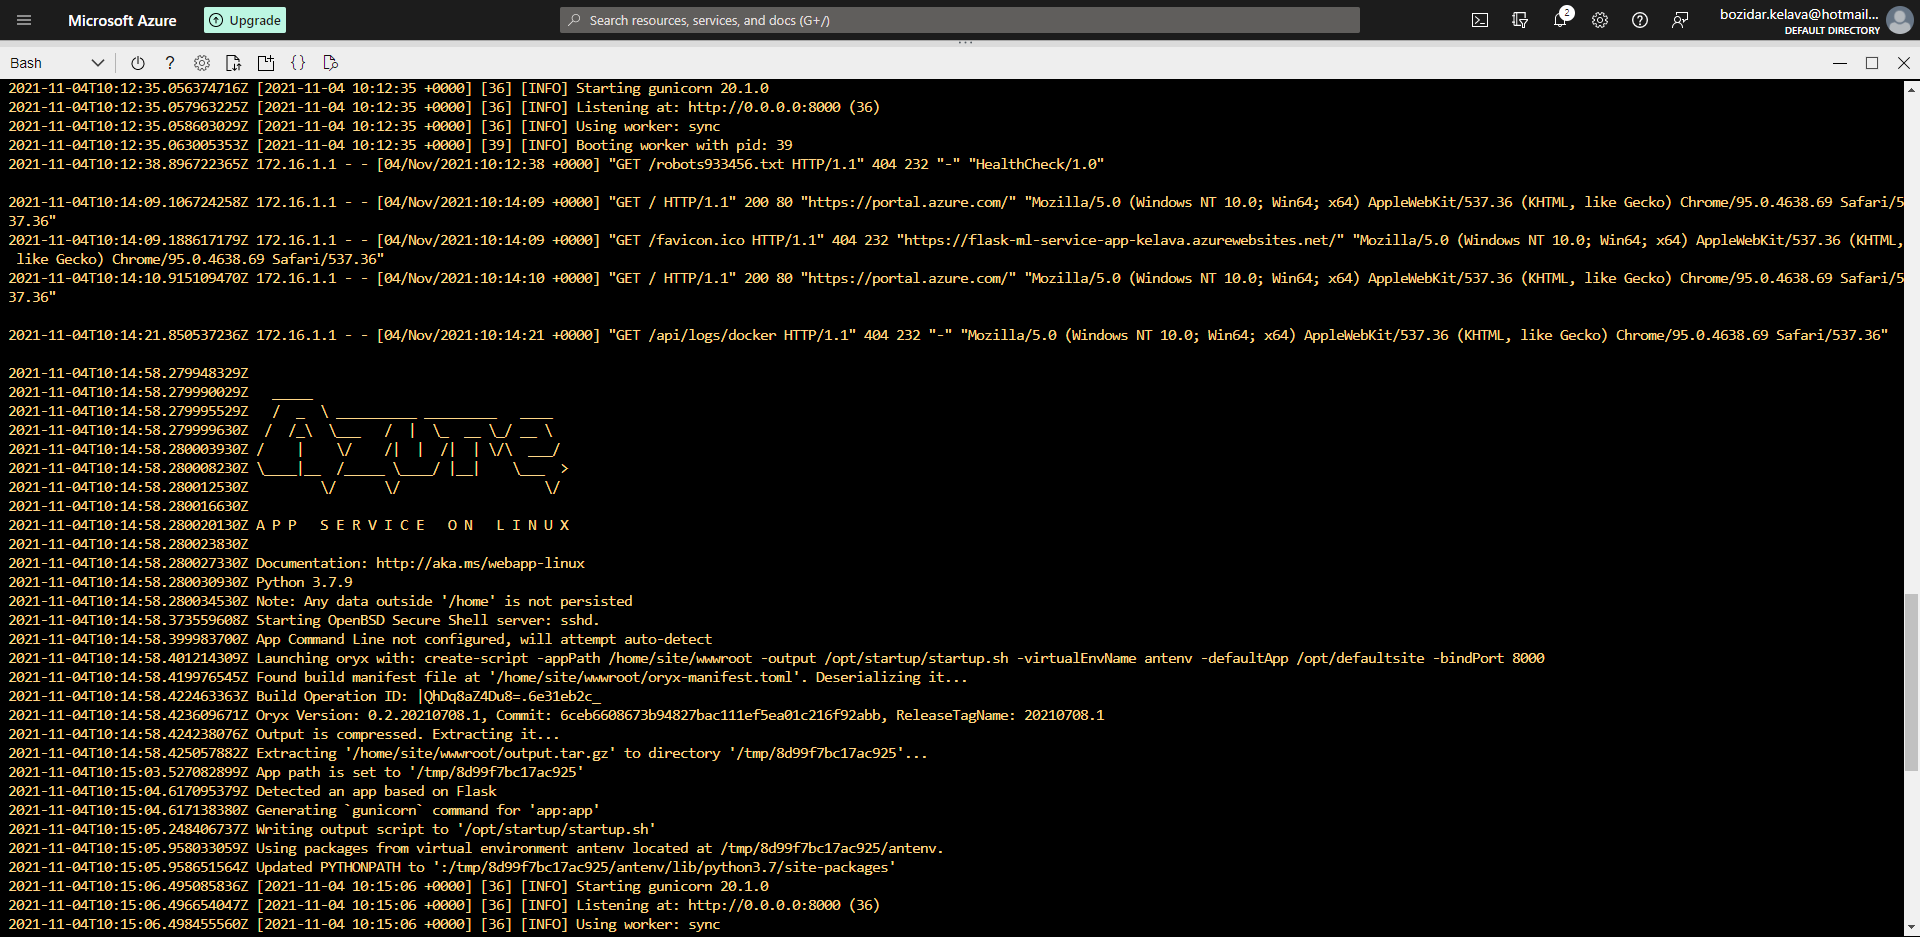 Microsoft Azure
Upgrade
Search resources, services, and docs (G+/)
2
bozidar.kelava@hotmail...
DEFAULT DIRECTORY
Bash
2021-11-04T10:12:35.056374716Z [2021-11-04 10:12:35 +0000] [36] [INFO] Starting gunicorn 20.1.0
2021-11-04T10:12:35.057963225Z [2021-11-04 10:12:35 +0000] [36] [INFO] Listening at: http://0.0.0.0:8000 (36)
2021-11-04T10:12:35.058603029Z [2021-11-04 10:12:35 +0000] [36] [INFO] Using worker: sync
2021-11-04T10:12:35.063005353Z [2021-11-04 10:12:35 +0000] [39] [INFO] Booting worker with pid: 39
2021-11-04T10:12:38.896722365Z 172.16.1.1 - - [04/Nov/2021:10:12:38 +0000] "GET /robots933456.txt HTTP/1.1" 404 232 "-" "HealthCheck/1.0"
2021-11-04T10:14:09.106724258Z 172.16.1.1 - - [04/Nov/2021:10:14:09 +0000] "GET / HTTP/1.1" 200 80 "https://portal.azure.com/" "Mozilla/5.0 (Windows NT 10.0; Win64; x64) AppleWebKit/537.36 (KHTML, like Gecko) Chrome/95.0.4638.69 Safari/5
37.36"
2021-11-04T10:14:09.188617179Z 172.16.1.1 - - [04/Nov/2021:10:14:09 +0000] "GET /favicon.ico HTTP/1.1" 404 232 "https://flask-ml-service-app-kelava.azurewebsites.net/" "Mozilla/5.0 (Windows NT 10.0; Win64; x64) AppleWebKit/537.36 (KHTML,
like Gecko) Chrome/95.0.4638.69 Safari/537.36"
2021-11-04T10:14:10.915109470Z 172.16.1.1 - - [04/Nov/2021:10:14:10 +0000] "GET / HTTP/1.1" 200 80 "https://portal.azure.com/" "Mozilla/5.0 (Windows NT 10.0; Win64; x64) AppleWebKit/537.36 (KHTML, like Gecko) Chrome/95.0.4638.69 Safari/5
37.36"
2021-11-04T10:14:21.850537236Z 172.16.1.1 - - [04/Nov/2021:10:14:21 +0000] "GET /api/logs/docker HTTP/1.1" 404 232 "-" "Mozilla/5.0 (Windows NT 10.0; Win64; x64) AppleWebKit/537.36 (KHTML, like Gecko) Chrome/95.0.4638.69 Safari/537.36"
2021-11-04T10:14:58.279948329Z
2021-11-04T10:14:58.279990029Z   _____
2021-11-04T10:14:58.279995529Z   /  _  \ __________ _________   ____
2021-11-04T10:14:58.279999630Z  /  /_\  \___   /  |  \_  __ \_/ __ \
2021-11-04T10:14:58.280003930Z /    |    \/    /|  |  /|  | \/\  ___/
2021-11-04T10:14:58.280008230Z \____|__  /_____ \____/ |__|    \___  >
2021-11-04T10:14:58.280012530Z         \/      \/                  \/
2021-11-04T10:14:58.280016630Z
2021-11-04T10:14:58.280020130Z A P P   S E R V I C E   O N   L I N U X
2021-11-04T10:14:58.280023830Z
2021-11-04T10:14:58.280027330Z Documentation: http://aka.ms/webapp-linux
2021-11-04T10:14:58.280030930Z Python 3.7.9
2021-11-04T10:14:58.280034530Z Note: Any data outside '/home' is not persisted
2021-11-04T10:14:58.373559608Z Starting OpenBSD Secure Shell server: sshd.
2021-11-04T10:14:58.399983700Z App Command Line not configured, will attempt auto-detect
2021-11-04T10:14:58.401214309Z Launching oryx with: create-script -appPath /home/site/wwwroot -output /opt/startup/startup.sh -virtualEnvName antenv -defaultApp /opt/defaultsite -bindPort 8000
2021-11-04T10:14:58.419976545Z Found build manifest file at '/home/site/wwwroot/oryx-manifest.toml'. Deserializing it...
2021-11-04T10:14:58.422463363Z Build Operation ID: |QhDq8aZ4Du8=.6e31eb2c_
2021-11-04T10:14:58.423609671Z Oryx Version: 0.2.20210708.1, Commit: 6ceb6608673b94827bac111ef5ea01c216f92abb, ReleaseTagName: 20210708.1
2021-11-04T10:14:58.424238076Z Output is compressed. Extracting it...
2021-11-04T10:14:58.425057882Z Extracting '/home/site/wwwroot/output.tar.gz' to directory '/tmp/8d99f7bc17ac925'...
2021-11-04T10:15:03.527082899Z App path is set to '/tmp/8d99f7bc17ac925'
2021-11-04T10:15:04.617095379Z Detected an app based on Flask
2021-11-04T10:15:04.617138380Z Generating `gunicorn` command for 'app:app'
2021-11-04T10:15:05.248406737Z Writing output script to '/opt/startup/startup.sh'
2021-11-04T10:15:05.958033059Z Using packages from virtual environment antenv located at /tmp/8d99f7bc17ac925/antenv.
2021-11-04T10:15:05.958651564Z Updated PYTHONPATH to ':/tmp/8d99f7bc17ac925/antenv/lib/python3.7/site-packages'
2021-11-04T10:15:06.495085836Z [2021-11-04 10:15:06 +0000] [36] [INFO] Starting gunicorn 20.1.0
2021-11-04T10:15:06.496654047Z [2021-11-04 10:15:06 +0000] [36] [INFO] Listening at: http://0.0.0.0:8000 (36)
2021-11-04T10:15:06.498455560Z [2021-11-04 10:15:06 +0000] [36] [INFO] Using worker: sync